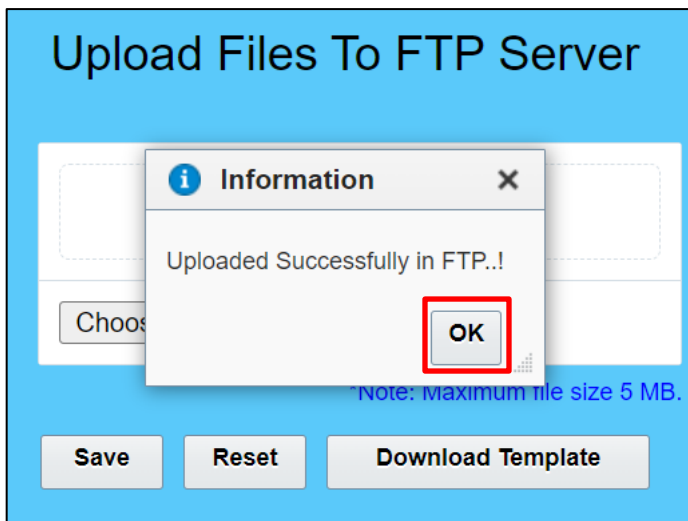 Upload Files To FTP Server
Information
Uploaded Successfully in FTP..!
OK
Choos
*Note: Maximum file size 5 MB.
Save Reset Download Template